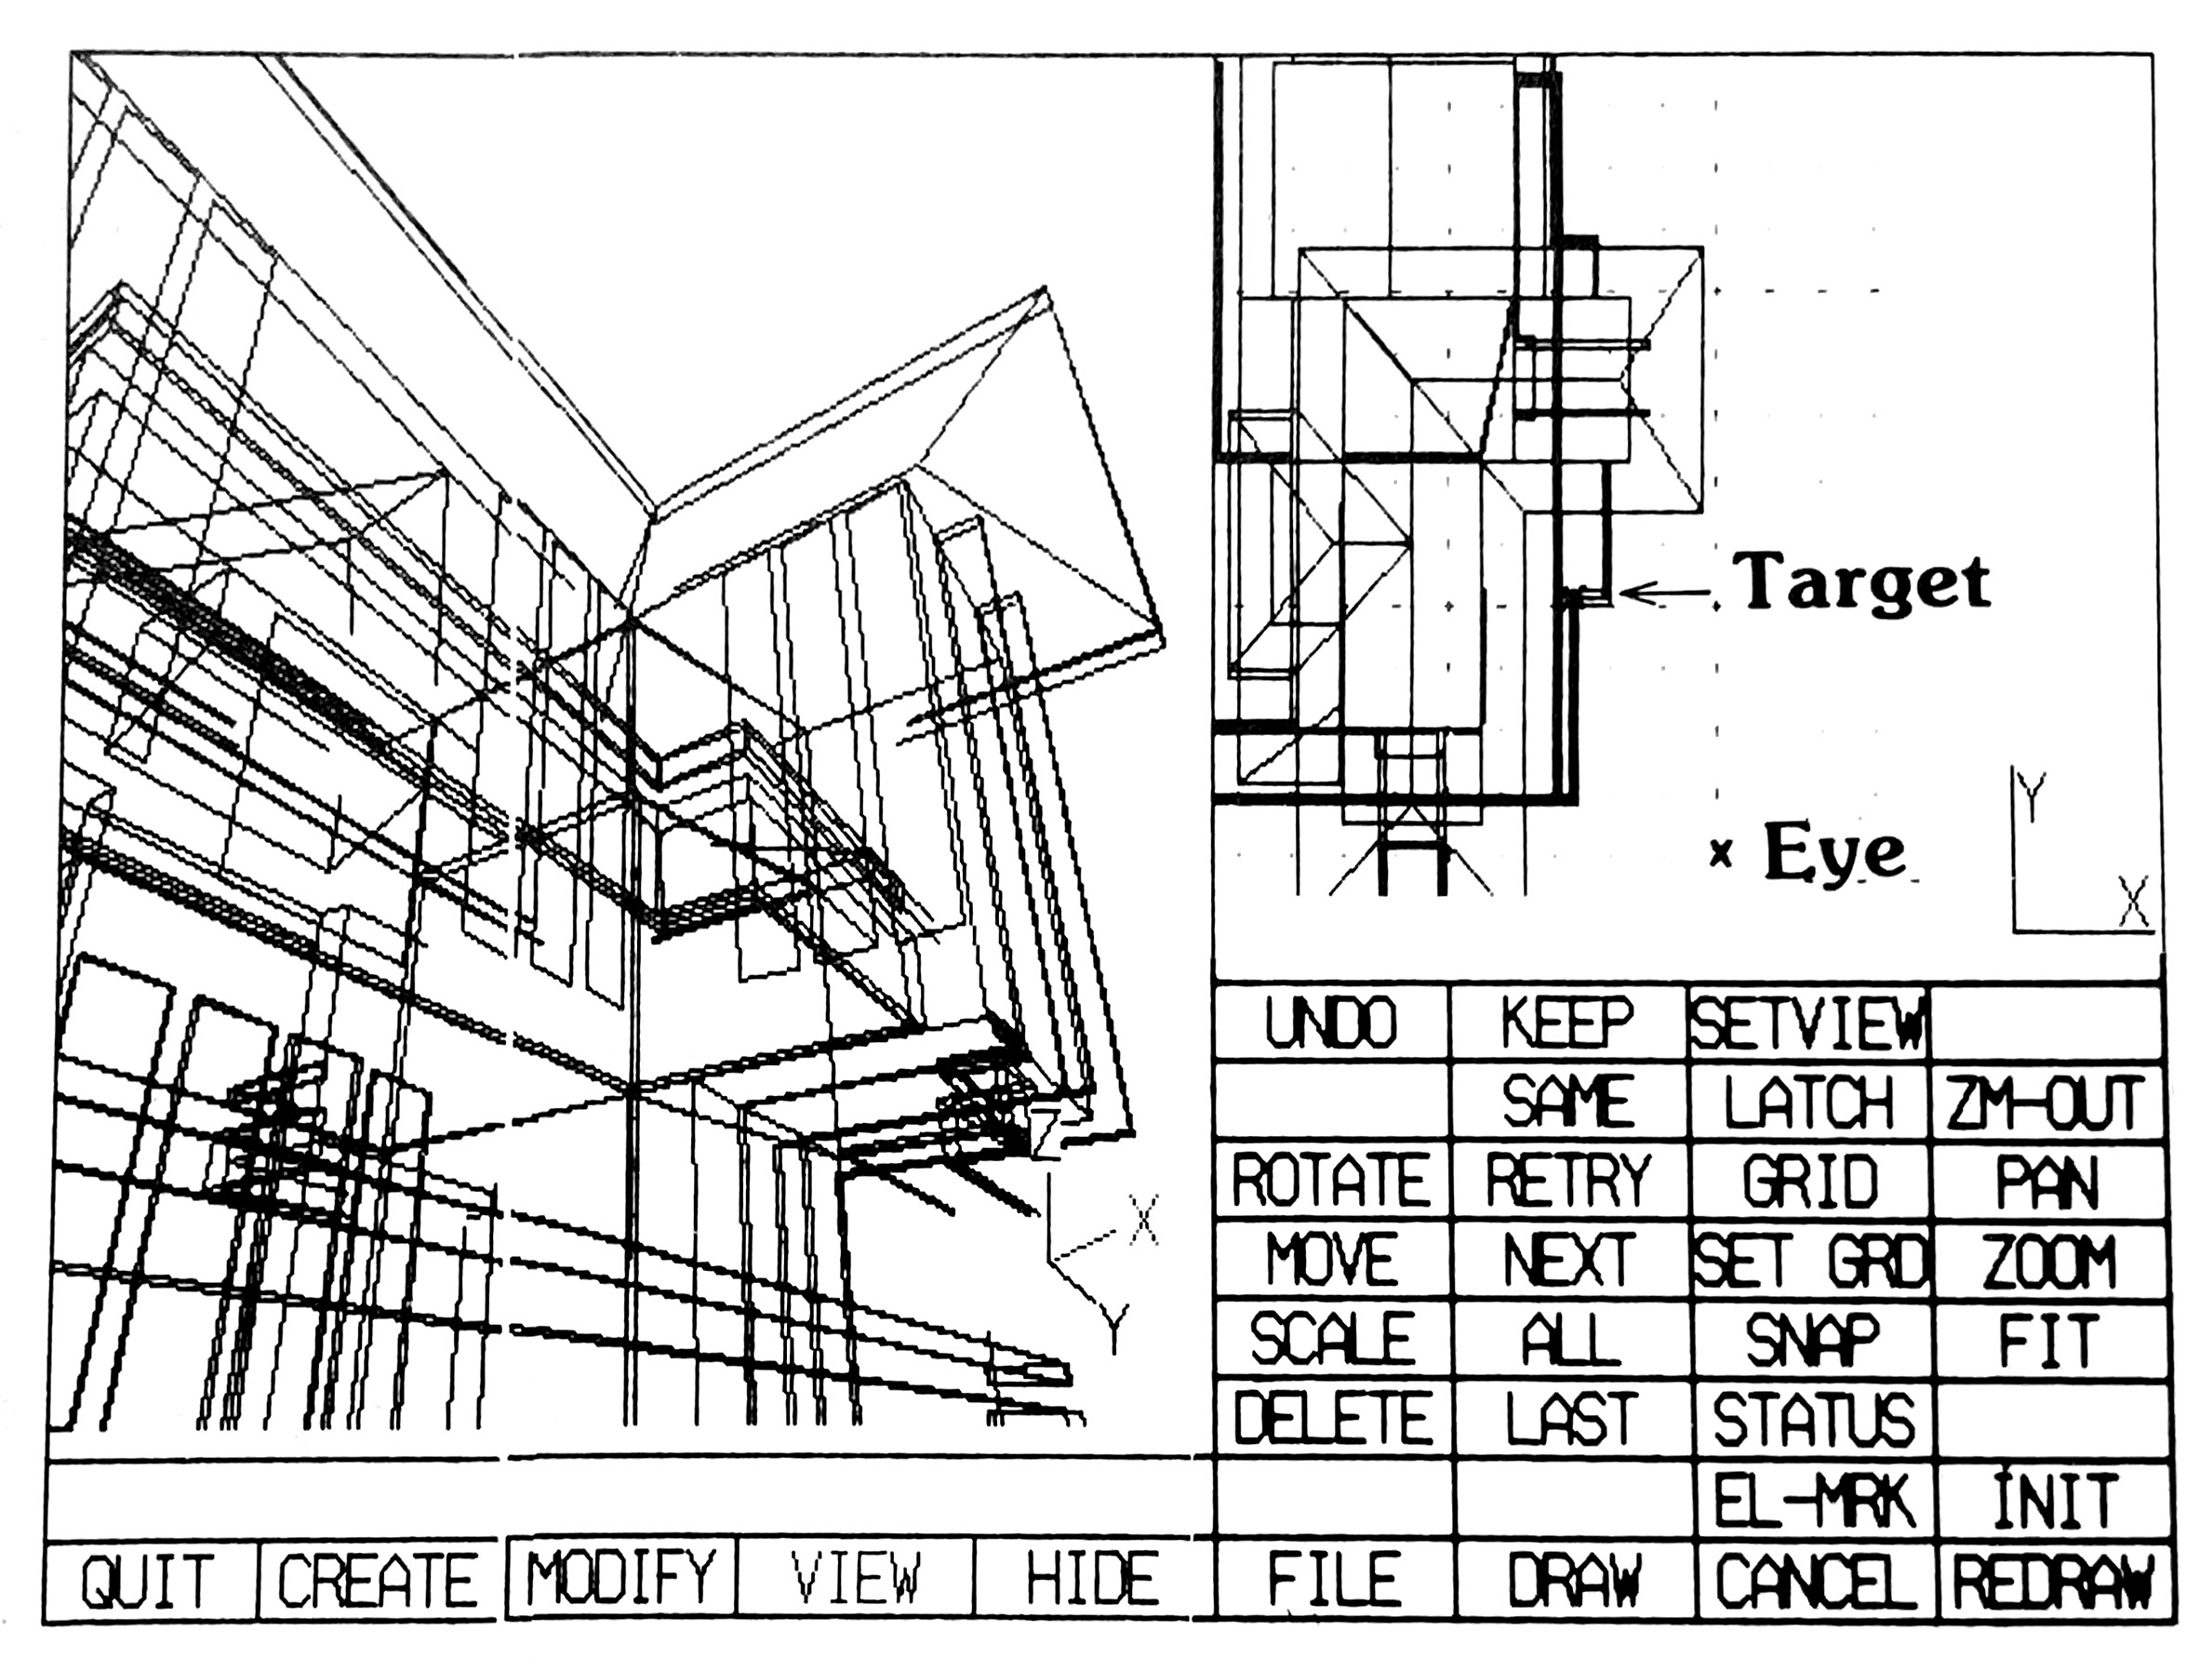 Target
Y
Eye
X
UNDO KEEP SETVIEW
SAME LATCH ZM-OUT
Z
ROTATE RETRY GRID PAN
X
MOVE NEXT SET GRD ZOOM
Y
SCALE ALL SNAP FIT
DELETE LAST STATUS
EL-MRK INIT
QUIT CREATE MODIFY VIEW HIDE FILE DRAW CANCEL REDRAW